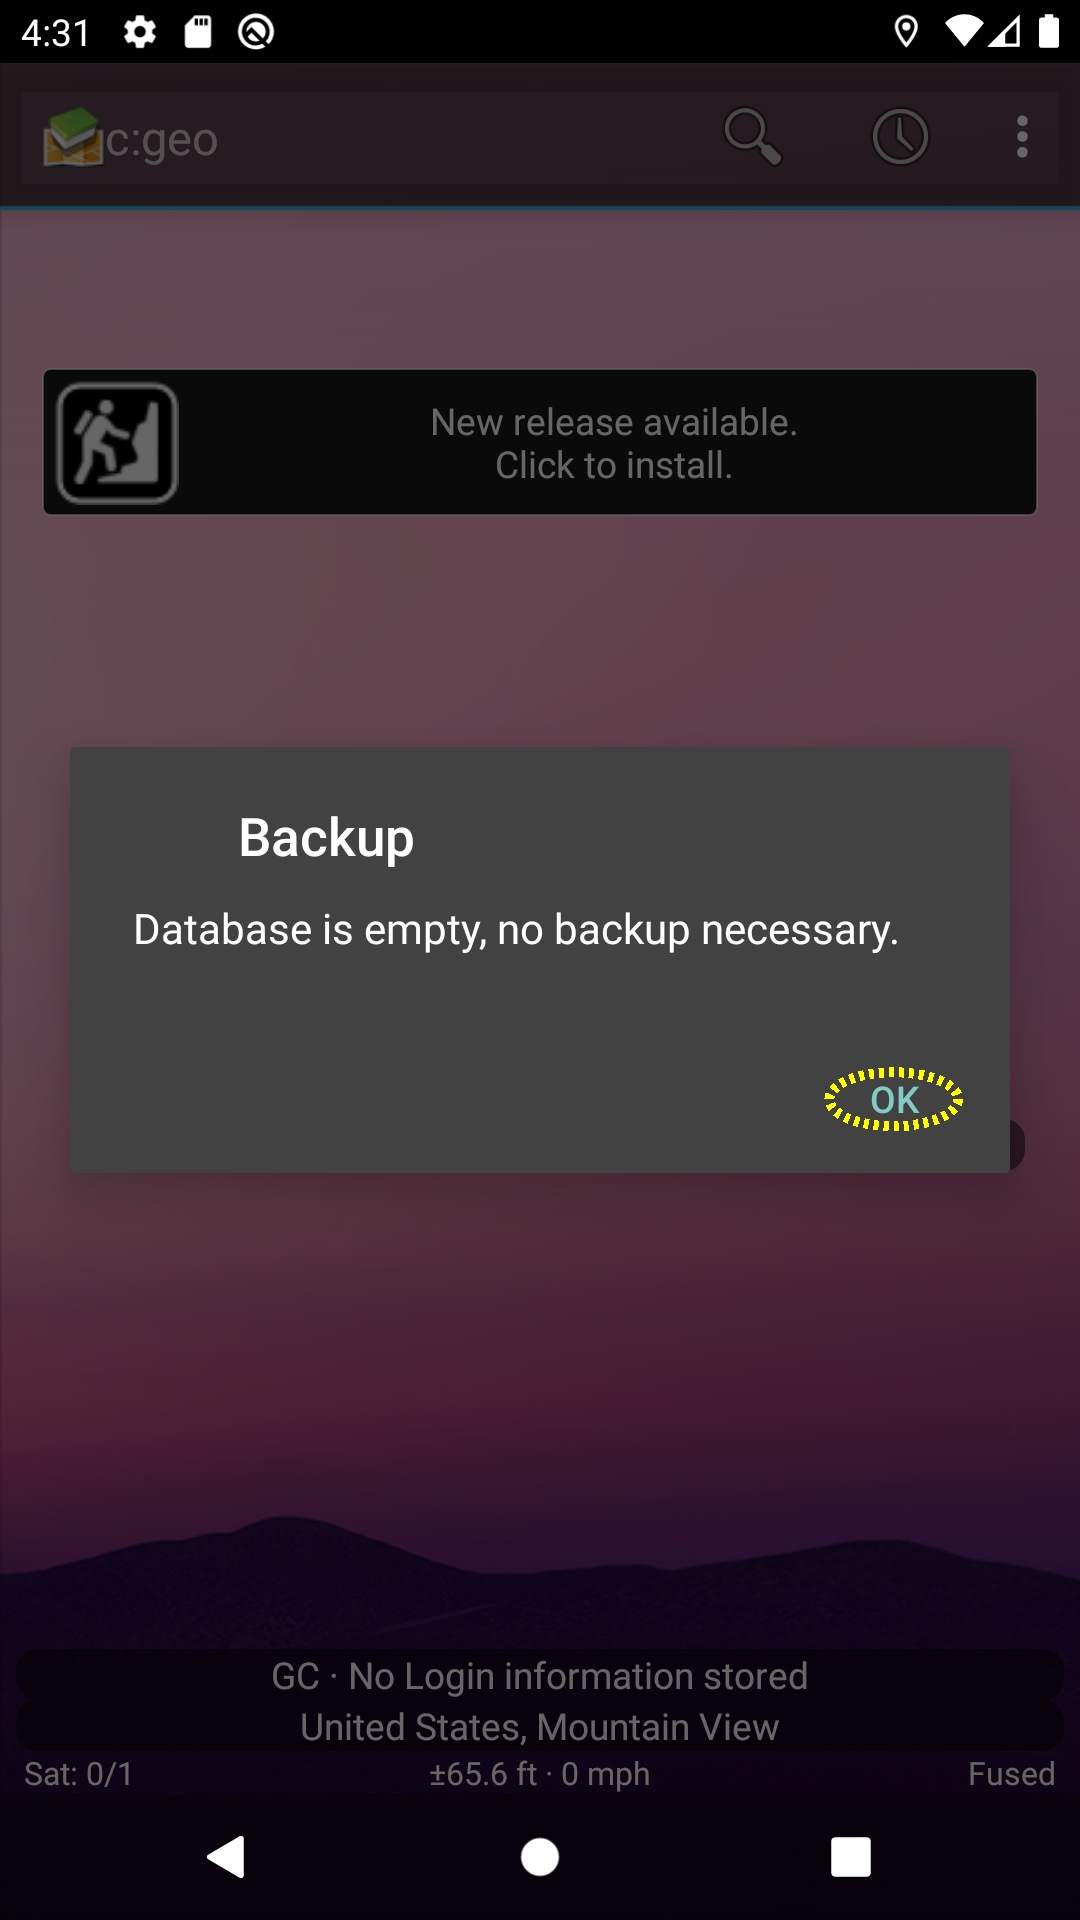 4:31
c:geo
New release available.
Click to install.
Backup
Database is empty, no backup necessary.
OK
GC · No Login information stored
United States, Mountain View
Sat: 0/1 ±65.6 ft · 0 mph Fused